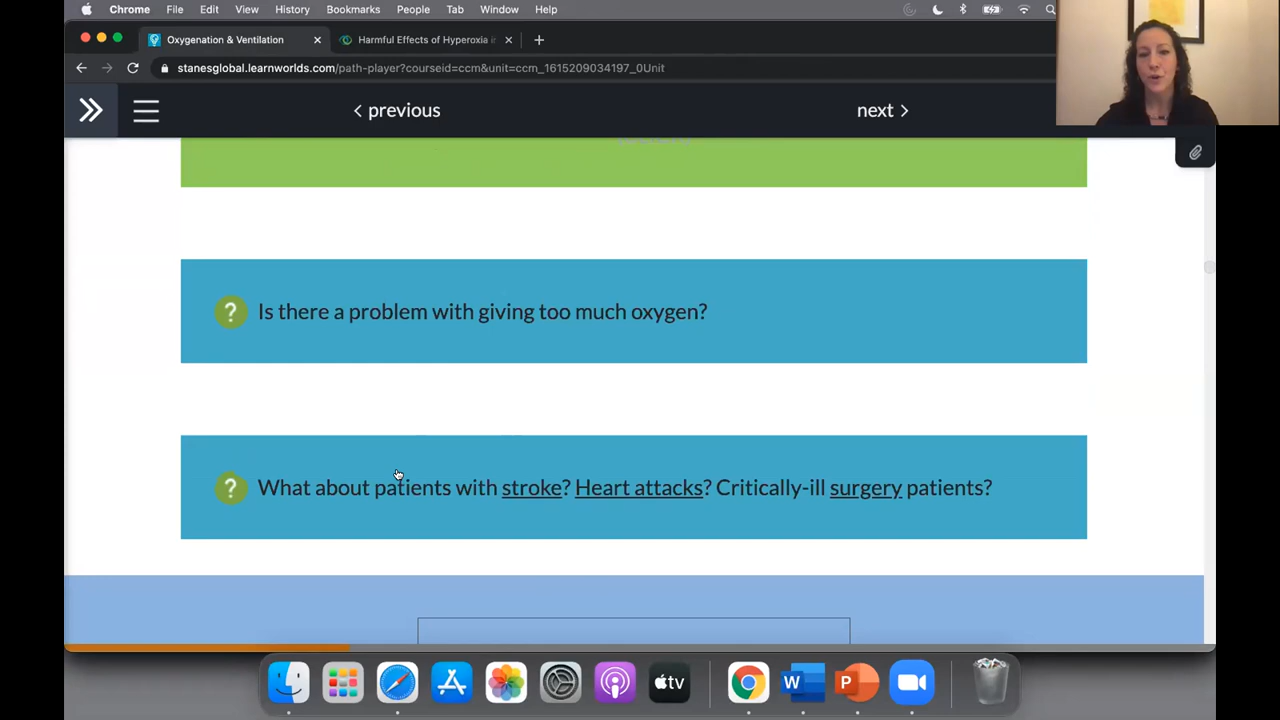 Chrome File Edit View History Bookmarks People Tab Window Help
Oxygenation & Ventilation
Harmful Effects of Hyperoxia i
stanesglobal.learnworlds.com/path-player?courseid=ccm&unit=ccm_1615209034197_0Unit
previous
next
? Is there a problem with giving too much oxygen?
? What about patients with stroke? Heart attacks? Critically-ill surgery patients?
tv
W
P